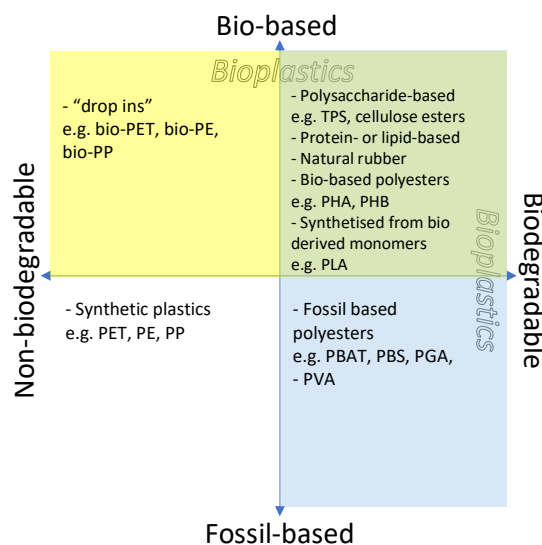 Bio-based
Bioplastics
- “drop ins”
e.g. bio-PET, bio-PE,
bio-PP
- Polysaccharide-based
e.g. TPS, cellulose esters
- Protein- or lipid-based
- Natural rubber
- Bio-based polyesters
e.g. PHA, PHB
- Synthetised from bio
derived monomers
e.g. PLA
Bioplastics
Non-biodegradable
Biodegradable
- Synthetic plastics
e.g. PET, PE, PP
- Fossil based
polyesters
e.g. PBAT, PBS, PGA,
- PVA
Fossil-based